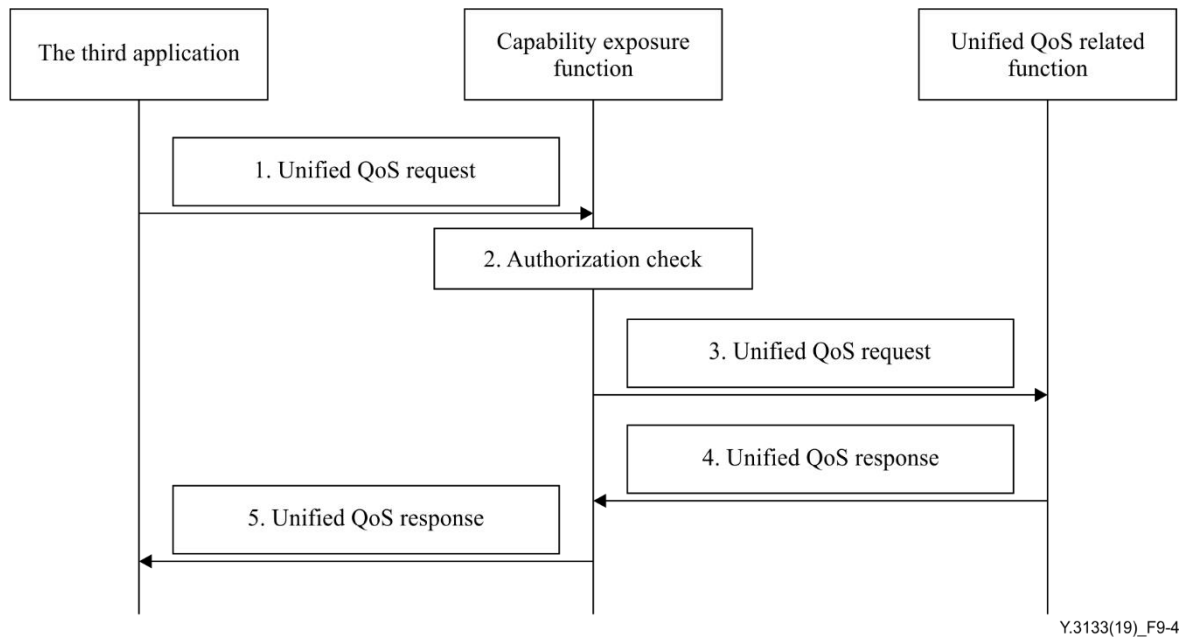 The third application
Capability exposure
function
Unified QoS related
function
1. Unified QoS request
2. Authorization check
3. Unified QoS request
4. Unified QoS response
5. Unified QoS response
Y.3133(19)_F9-4